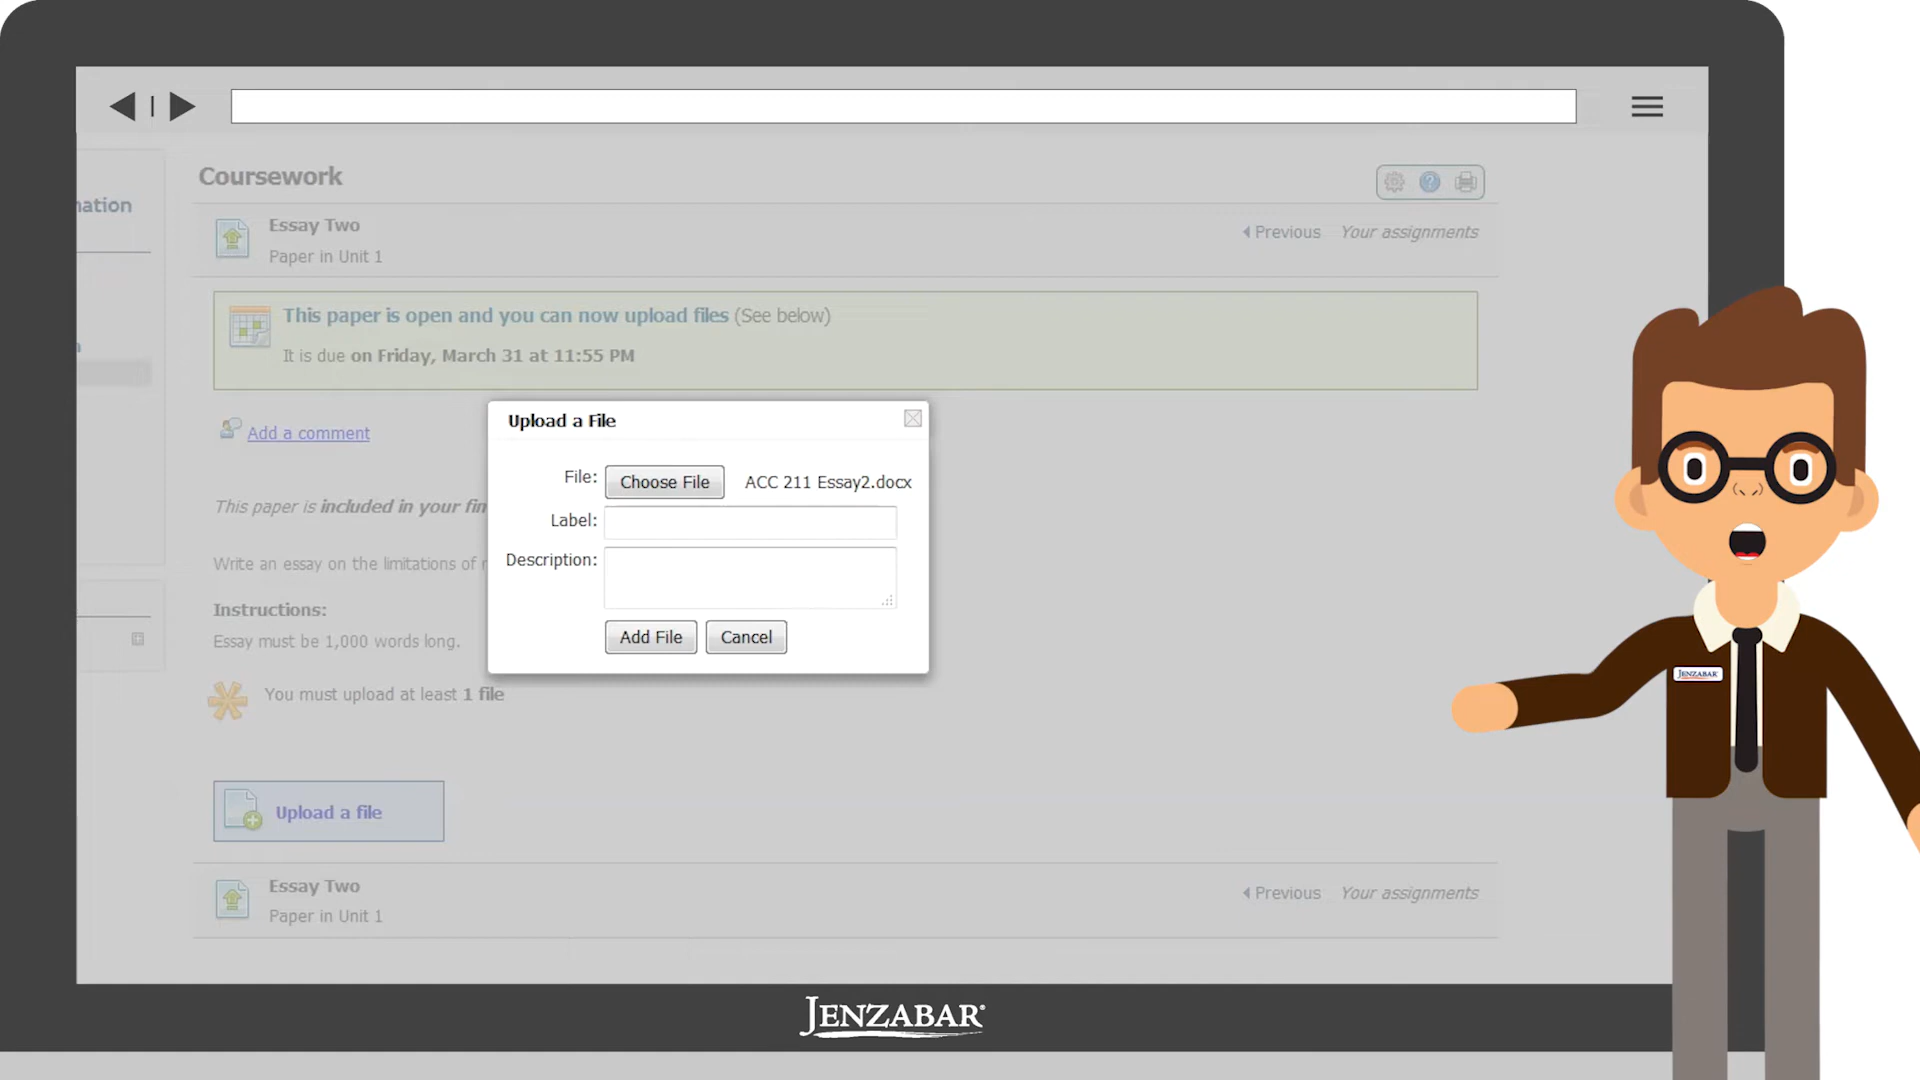 Coursework
nation
Essay Two
Paper in Unit 1
Previous Your assignments
This paper is open and you can now upload files (See below)
It is due on Friday, March 31 at 11:55 PM
Add a comment
Upload a File
File: Choose File ACC 211 Essay2.docx
Label:
Description:
Add File Cancel
This paper is included in your fin
Write an essay on the limitations of
Instructions:
Essay must be 1,000 words long.
You must upload at least 1 file
Upload a file
Essay Two
Paper in Unit 1
Previous Your assignments
JENZABAR
JENZABAR®